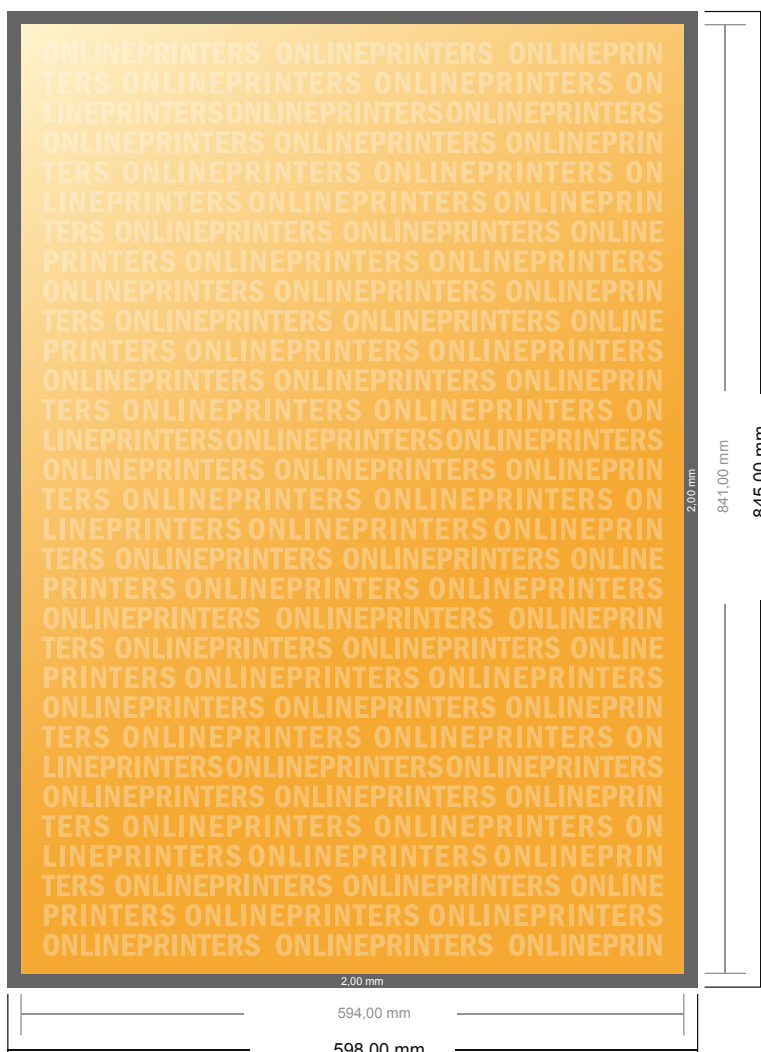 ONLINEPRINTERS ONLINEPRINTERS ONLINEPRIN
TERS ONLINEPRINTERS ONLINEPRINTERS ON
LINEPRINTERSONLINEPRINTERSONLINEPRINTERS
ONLINEPRINTERS ONLINEPRINTERS ONLINEPRIN
TERS ONLINEPRINTERS ONLINEPRINTERS ON
LINEPRINTERS ONLINEPRINTERS ONLINEPRIN
TERS ONLINEPRINTERS ONLINEPRINTERS ONLINE
PRINTERS ONLINEPRINTERS ONLINEPRINTERS
ONLINEPRINTERS ONLINEPRINTERS ONLINEPRIN
TERS ONLINEPRINTERS ONLINEPRINTERS ONLINE
PRINTERS ONLINEPRINTERS ONLINEPRINTERS
ONLINEPRINTERS ONLINEPRINTERS ONLINEPRIN
TERS ONLINEPRINTERS ONLINEPRINTERS ON
LINEPRINTERSONLINEPRINTERSONLINEPRINTERS
ONLINEPRINTERS ONLINEPRINTERS ONLINEPRIN
TERS ONLINEPRINTERS ONLINEPRINTERS ON
LINEPRINTERS ONLINEPRINTERS ONLINEPRIN
TERS ONLINEPRINTERS ONLINEPRINTERS ONLINE
PRINTERS ONLINEPRINTERS ONLINEPRINTERS
ONLINEPRINTERS ONLINEPRINTERS ONLINEPRIN
TERS ONLINEPRINTERS ONLINEPRINTERS ONLINE
PRINTERS ONLINEPRINTERS ONLINEPRINTERS
ONLINEPRINTERS ONLINEPRINTERS ONLINEPRIN
TERS ONLINEPRINTERS ONLINEPRINTERS ON
LINEPRINTERSONLINEPRINTERSONLINEPRINTERS
ONLINEPRINTERS ONLINEPRINTERS ONLINEPRIN
TERS ONLINEPRINTERS ONLINEPRINTERS ON
LINEPRINTERS ONLINEPRINTERS ONLINEPRIN
TERS ONLINEPRINTERS ONLINEPRINTERS ONLINE
PRINTERS ONLINEPRINTERS ONLINEPRINTERS
ONLINEPRINTERS ONLINEPRINTERS ONLINEPRIN
2,00 mm
841,00 mm
845,00 mm
2,00 mm
594,00 mm
598,00 mm